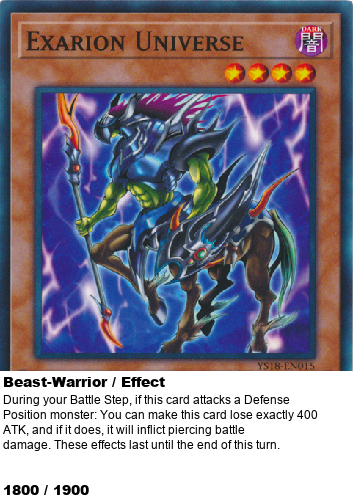 EXARION UNIVERSE
DARK
闇
YS18-EN015
Beast-Warrior / Effect
During your Battle Step, if this card attacks a Defense
Position monster: You can make this card lose exactly 400
ATK, and if it does, it will inflict piercing battle
damage. These effects last until the end of this turn.
1800 / 1900